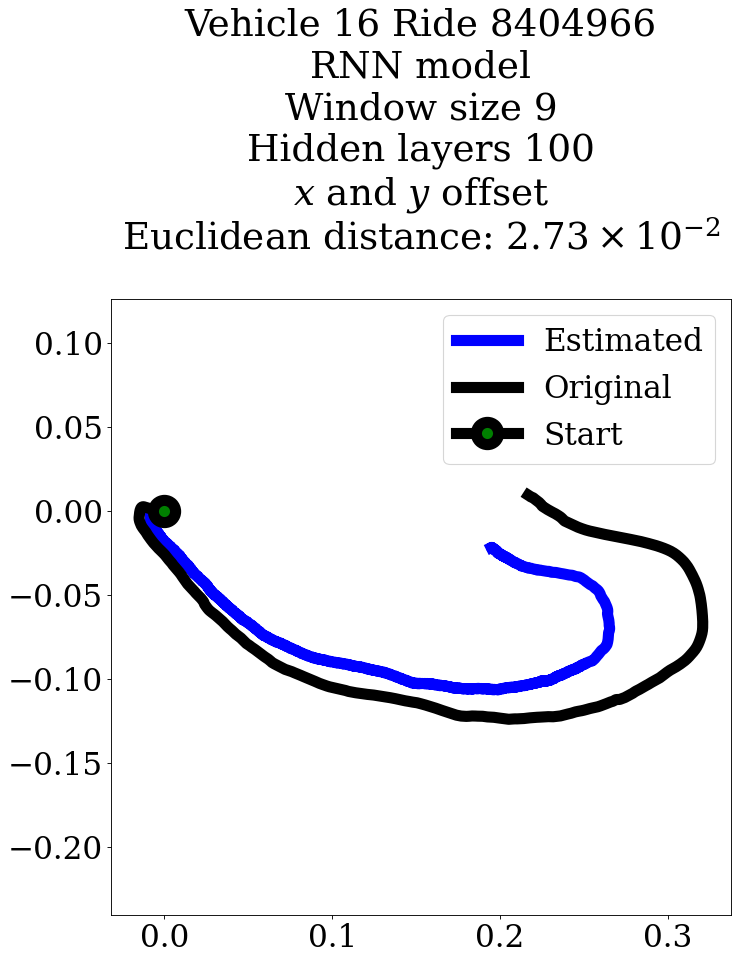 Vehicle 16 Ride 8404966
RNN model
Window size 9
Hidden layers 100
x and y offset
Euclidean distance: 2.73 × 10⁻²
Estimated
Original
Start
0.10
0.05
0.00
−0.05
−0.10
−0.15
−0.20
0.0 0.1 0.2 0.3